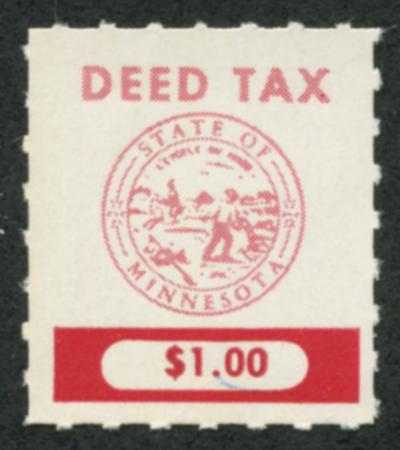 DEED TAX
STATE OF
MINNESOTA
$1.00